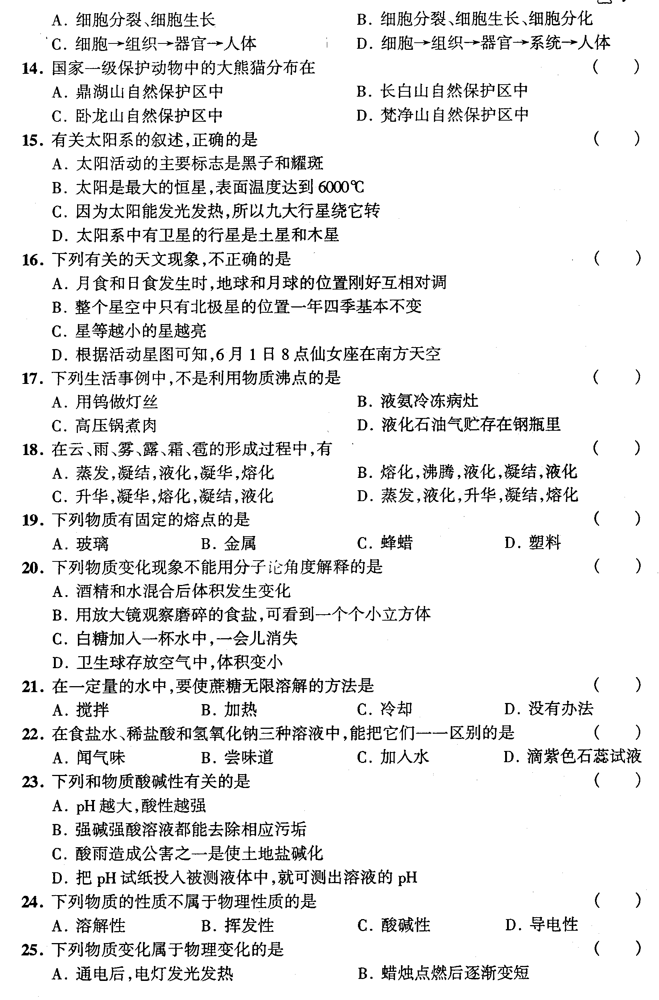 A. 细胞分裂、细胞生长 B. 细胞分裂、细胞生长、细胞分化
C. 细胞→组织→器官→人体 D. 细胞→组织→器官→系统→人体
14. 国家一级保护动物中的大熊猫分布在 ( )
A. 鼎湖山自然保护区中 B. 长白山自然保护区中
C. 卧龙山自然保护区中 D. 梵净山自然保护区中
15. 有关太阳系的叙述,正确的是 ( )
A. 太阳活动的主要标志是黑子和耀斑
B. 太阳是最大的恒星,表面温度达到6000℃
C. 因为太阳能发光发热,所以九大行星绕它转
D. 太阳系中有卫星的行星是土星和木星
16. 下列有关的天文现象,不正确的是 ( )
A. 月食和日食发生时,地球和月球的位置刚好互相对调
B. 整个星空中只有北极星的位置一年四季基本不变
C. 星等越小的星越亮
D. 根据活动星图可知,6月1日8点仙女座在南方天空
17. 下列生活事例中,不是利用物质沸点的是 ( )
A. 用钨做灯丝 B. 液氨冷冻病灶
C. 高压锅煮肉 D. 液化石油气贮存在钢瓶里
18. 在云、雨、雾、露、霜、雹的形成过程中,有 ( )
A. 蒸发,凝结,液化,凝华,熔化 B. 熔化,沸腾,液化,凝结,液化
C. 升华,凝华,熔化,凝结,液化 D. 蒸发,液化,升华,凝结,熔化
19. 下列物质有固定的熔点的是 ( )
A. 玻璃 B. 金属 C. 蜂蜡 D. 塑料
20. 下列物质变化现象不能用分子论角度解释的是 ( )
A. 酒精和水混合后体积发生变化
B. 用放大镜观察磨碎的食盐,可看到一个个小立方体
C. 白糖加入一杯水中,一会儿消失
D. 卫生球存放空气中,体积变小
21. 在一定量的水中,要使蔗糖无限溶解的方法是 ( )
A. 搅拌 B. 加热 C. 冷却 D. 没有办法
22. 在食盐水、稀盐酸和氢氧化钠三种溶液中,能把它们一一区别的是 ( )
A. 闻气味 B. 尝味道 C. 加入水 D. 滴紫色石蕊试液
23. 下列和物质酸碱性有关的是 ( )
A. pH越大,酸性越强
B. 强碱强酸溶液都能去除相应污垢
C. 酸雨造成公害之一是使土地盐碱化
D. 把pH试纸投入被测液体中,就可测出溶液的pH
24. 下列物质的性质不属于物理性质的是 ( )
A. 溶解性 B. 挥发性 C. 酸碱性 D. 导电性
25. 下列物质变化属于物理变化的是 ( )
A. 通电后,电灯发光发热 B. 蜡烛点燃后逐渐变短